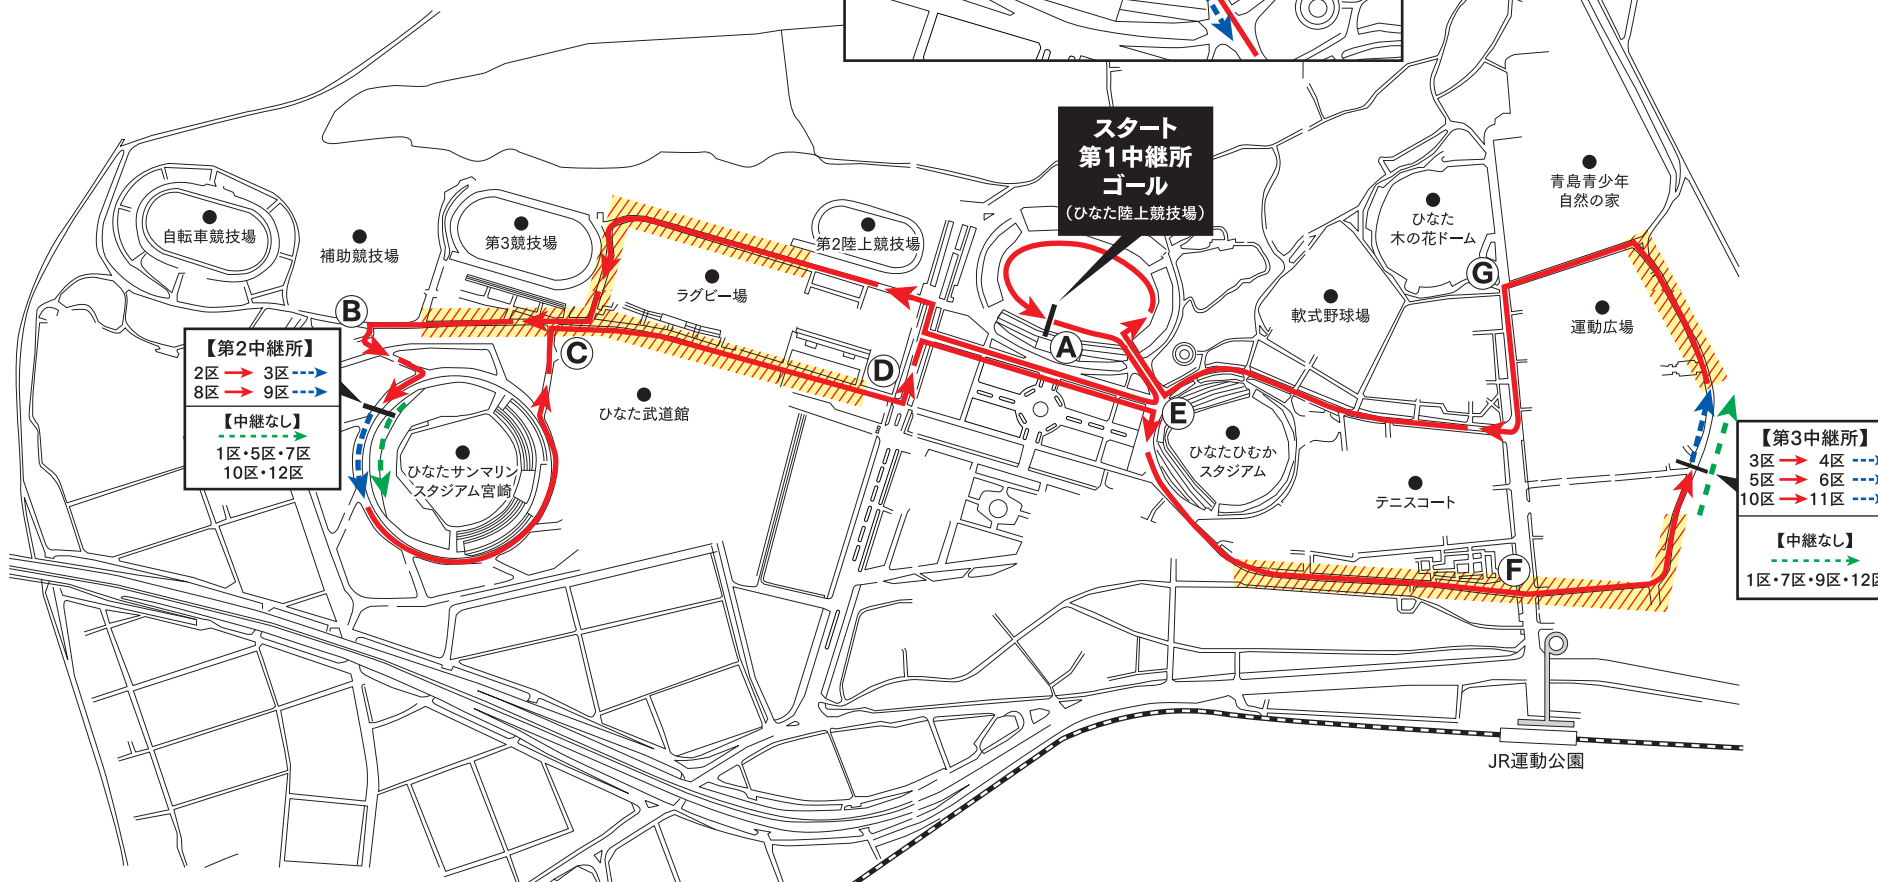 スタート
第1中継所
ゴール
(ひなた陸上競技場)
青島青少年
自然の家
ひなた
木の花ドーム
自転車競技場
補助競技場
第3競技場
第2陸上競技場
ラグビー場
軟式野球場
運動広場
G
B
A
C
D
E
F
【第2中継所】
2区 3区
8区 9区
【中継なし】
1区・5区・7区
10区・12区
ひなた武道館
ひなたサンマリン
スタジアム宮崎
ひなたひむか
スタジアム
テニスコート
【第3中継所】
3区 4区
5区 6区
10区 11区
【中継なし】
1区・7区・9区・12区
JR運動公園